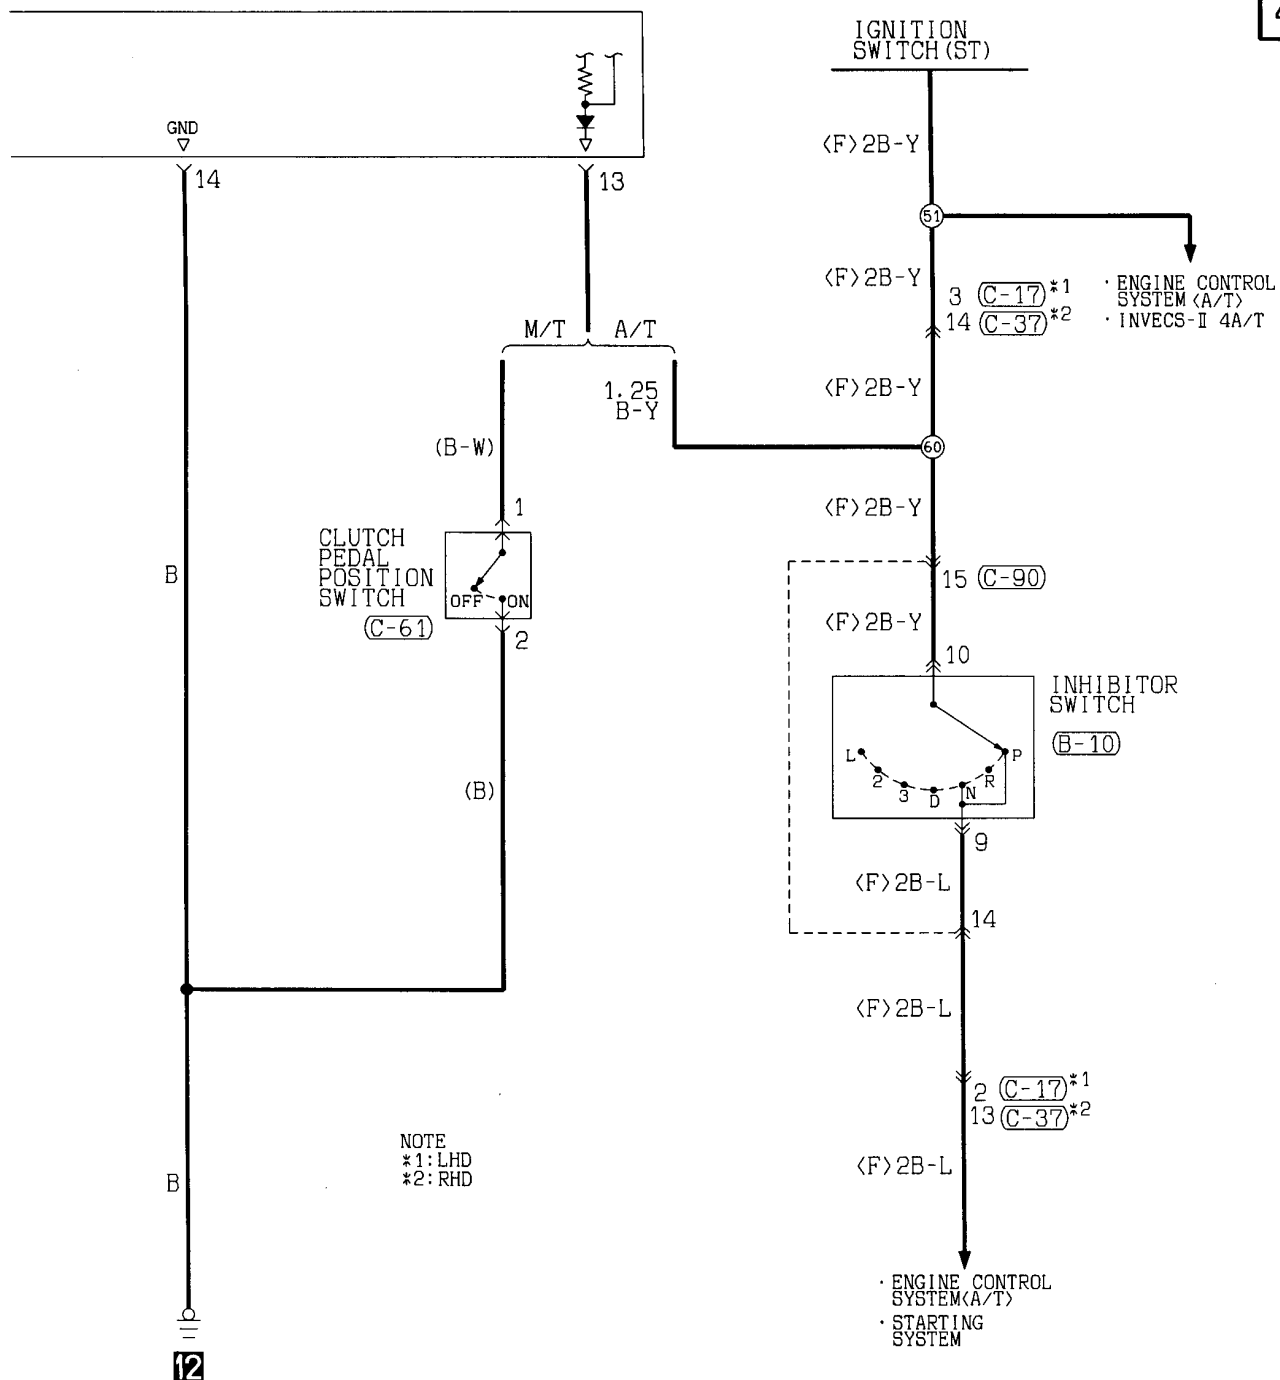 4
IGNITION
SWITCH(ST)
GND
14
13
〈F〉2B-Y
51
〈F〉2B-Y
3 C-17 *1
14 C-37 *2
· ENGINE CONTROL
SYSTEM〈A/T〉
· INVECS-II 4A/T
M/T A/T
1.25
B-Y
〈F〉2B-Y
(B-W)
60
〈F〉2B-Y
1
CLUTCH
PEDAL
POSITION
SWITCH
C-61
OFF ON
2
B
15 C-90
〈F〉2B-Y
10
INHIBITOR
SWITCH
B-10
L 2 3 D N R P
9
(B)
〈F〉2B-L
14
〈F〉2B-L
2 C-17 *1
13 C-37 *2
NOTE
*1:LHD
*2:RHD
〈F〉2B-L
B
· ENGINE CONTROL
SYSTEM〈A/T〉
· STARTING
SYSTEM
12